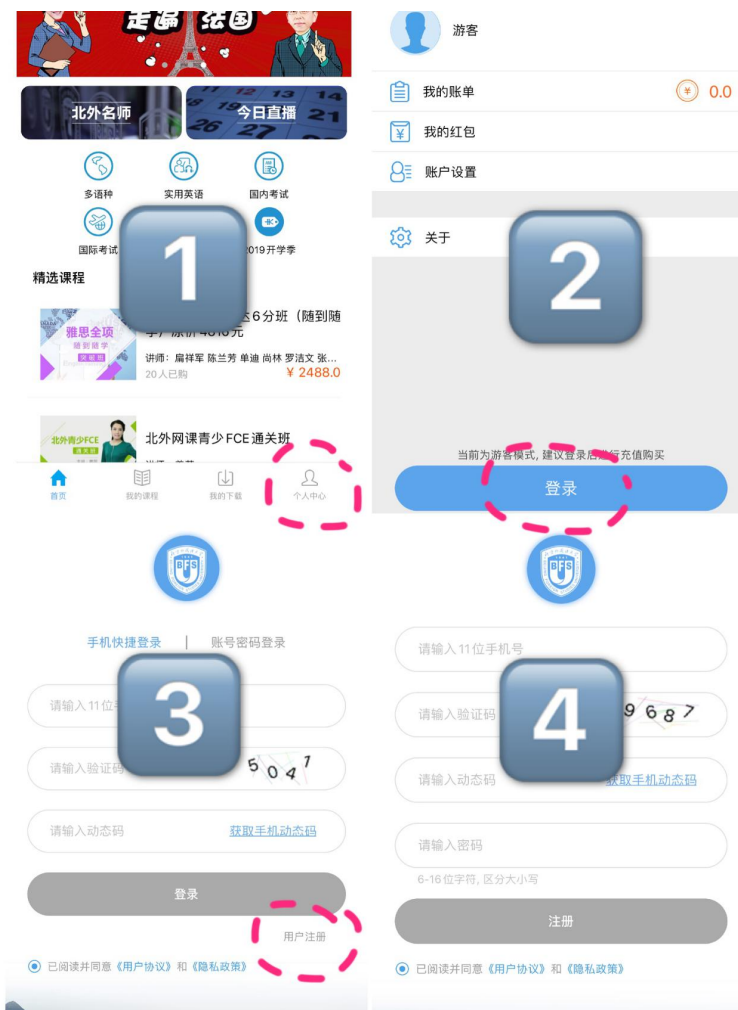 走遍 法国
北外名师
今日直播
多语种
实用英语
国内考试
国际考试
2019开学季
1
精选课程
雅思全项
随到随学
突破班
6分班（随到随
原价
讲师：扈祥军 陈兰芳 单迪 尚林 罗洁文 张...
20人已购
¥ 2488.0
北外青少FCE
通关班
北外网课青少FCE通关班
首页
我的课程
我的下载
个人中心
游客
我的账单
¥ 0.0
我的红包
账户设置
关于
2
当前为游客模式，建议登录后进行充值购买
登录
BFS
手机快捷登录 | 账号密码登录
请输入11位
3
请输入验证码
5041
请输入动态码
获取手机动态码
登录
用户注册
已阅读并同意《用户协议》和《隐私政策》
BFS
请输入11位手机号
4
请输入验证码
9687
请输入动态码
获取手机动态码
请输入密码
6-16位字符，区分大小写
注册
已阅读并同意《用户协议》和《隐私政策》